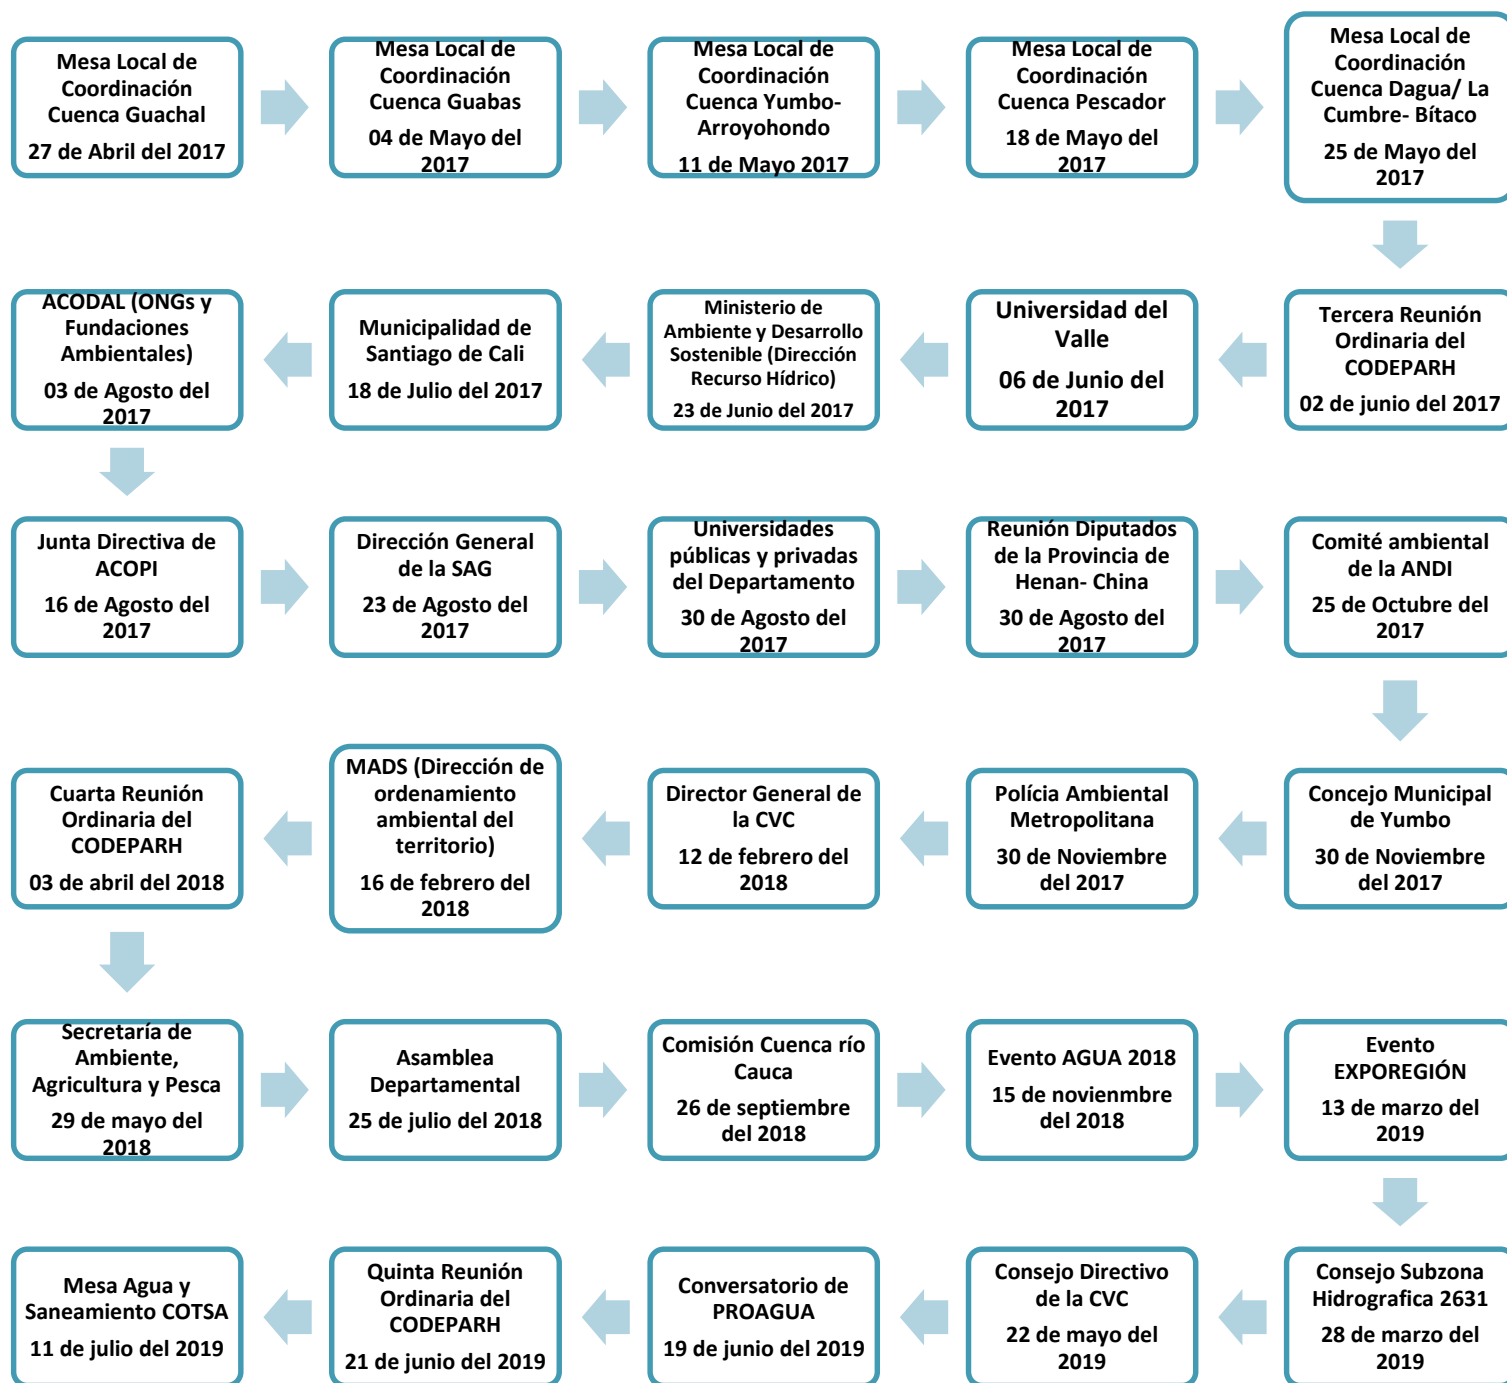 Mesa Local de
Coordinación
Cuenca Guachal
27 de Abril del 2017
Mesa Local de
Coordinación
Cuenca Guabas
04 de Mayo del
2017
Mesa Local de
Coordinación
Cuenca Yumbo-
Arroyohondo
11 de Mayo 2017
Mesa Local de
Coordinación
Cuenca Pescador
18 de Mayo del
2017
Mesa Local de
Coordinación
Cuenca Dagua/ La
Cumbre- Bítaco
25 de Mayo del
2017
Tercera Reunión
Ordinaria del
CODEPARH
02 de junio del 2017
Universidad del
Valle
06 de Junio del
2017
Ministerio de
Ambiente y Desarrollo
Sostenible (Dirección
Recurso Hídrico)
23 de Junio del 2017
Municipalidad de
Santiago de Cali
18 de Julio del 2017
ACODAL (ONGs y
Fundaciones
Ambientales)
03 de Agosto del
2017
Junta Directiva de
ACOPI
16 de Agosto del
2017
Dirección General
de la SAG
23 de Agosto del
2017
Universidades
públicas y privadas
del Departamento
30 de Agosto del
2017
Reunión Diputados
de la Provincia de
Henan- China
30 de Agosto del
2017
Comité ambiental
de la ANDI
25 de Octubre del
2017
Concejo Municipal
de Yumbo
30 de Noviembre
del 2017
Polícia Ambiental
Metropolitana
30 de Noviembre
del 2017
Director General de
la CVC
12 de febrero del
2018
MADS (Dirección de
ordenamiento
ambiental del
territorio)
16 de febrero del
2018
Cuarta Reunión
Ordinaria del
CODEPARH
03 de abril del 2018
Secretaría de
Ambiente,
Agricultura y Pesca
29 de mayo del
2018
Asamblea
Departamental
25 de julio del 2018
Comisión Cuenca río
Cauca
26 de septiembre
del 2018
Evento AGUA 2018
15 de novienmbre
del 2018
Evento
EXPOREGIÓN
13 de marzo del
2019
Consejo Subzona
Hidrografica 2631
28 de marzo del
2019
Consejo Directivo
de la CVC
22 de mayo del
2019
Conversatorio de
PROAGUA
19 de junio del 2019
Quinta Reunión
Ordinaria del
CODEPARH
21 de junio del 2019
Mesa Agua y
Saneamiento COTSA
11 de julio del 2019